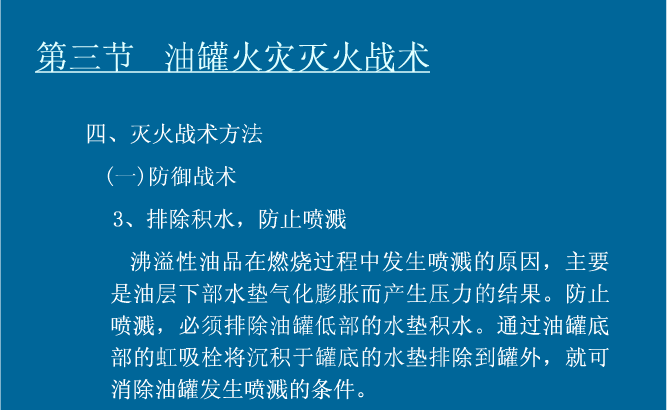 第三节 油罐火灾灭火战术
四、灭火战术方法
(一)防御战术
3、排除积水，防止喷溅
沸溢性油品在燃烧过程中发生喷溅的原因，主要
是油层下部水垫气化膨胀而产生压力的结果。防止
喷溅，必须排除油罐低部的水垫积水。通过油罐底
部的虹吸栓将沉积于罐底的水垫排除到罐外，就可
消除油罐发生喷溅的条件。